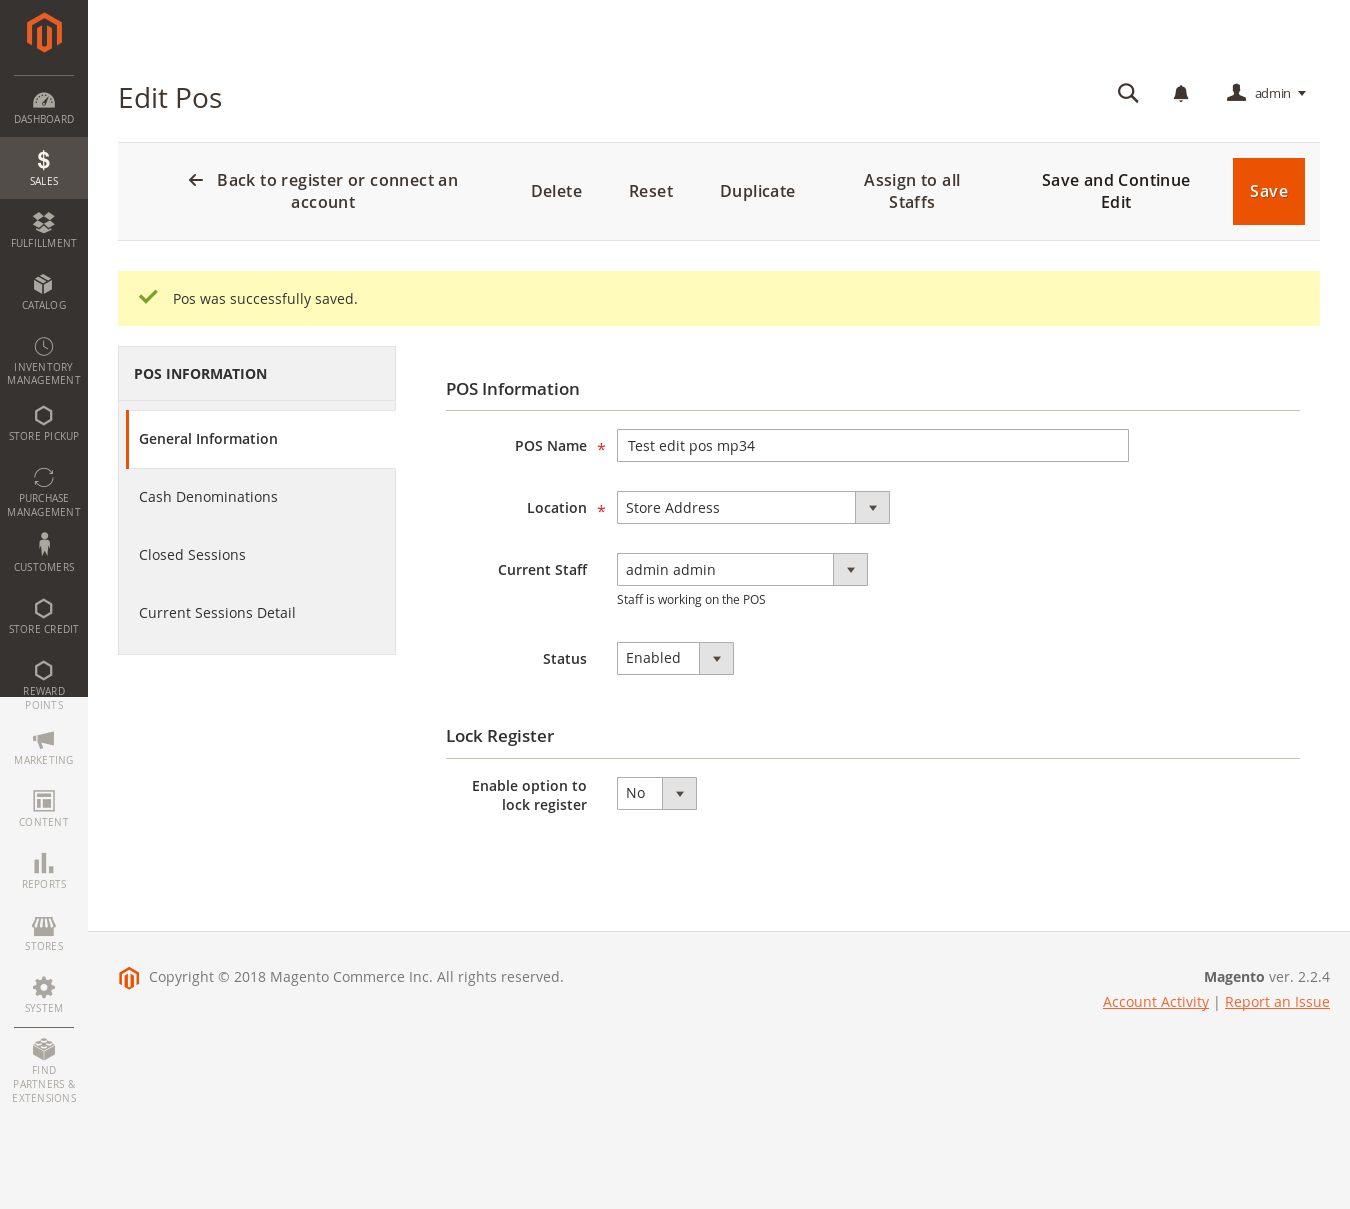 Edit Pos
admin
Back to register or connect an
account
Delete
Reset
Duplicate
Assign to all
Staffs
Save and Continue
Edit
Save
Pos was successfully saved.
DASHBOARD
$
SALES
FULFILLMENT
CATALOG
INVENTORY
MANAGEMENT
STORE PICKUP
PURCHASE
MANAGEMENT
CUSTOMERS
STORE CREDIT
REWARD
POINTS
MARKETING
CONTENT
REPORTS
STORES
SYSTEM
FIND
PARTNERS &
EXTENSIONS
POS INFORMATION
General Information
Cash Denominations
Closed Sessions
Current Sessions Detail
POS Information
POS Name * Test edit pos mp34
Location * Store Address
Current Staff admin admin
Staff is working on the POS
Status Enabled
Lock Register
Enable option to
lock register
No
Copyright © 2018 Magento Commerce Inc. All rights reserved.
Magento ver. 2.2.4
Account Activity | Report an Issue